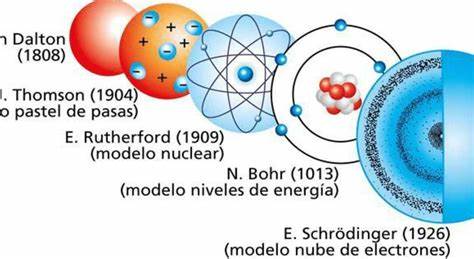 n Dalton
(1808)
J. Thomson (1904)
o pastel de pasas)
E. Rutherford (1909)
(modelo nuclear)
N. Bohr (1013)
(modelo niveles de energía)
E. Schrödinger (1926)
(modelo nube de electrones)